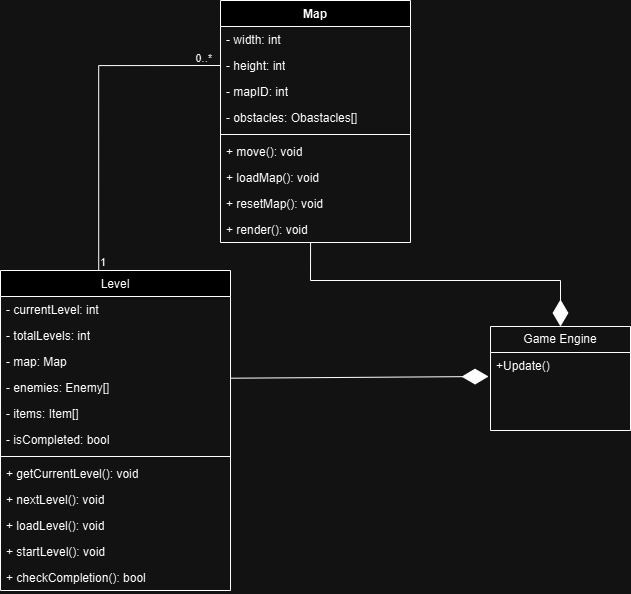 Map
- width: int
- height: int
- mapID: int
- obstacles: Obastacles[]
+ move(): void
+ loadMap(): void
+ resetMap(): void
+ render(): void
0..*
1
Level
- currentLevel: int
- totalLevels: int
- map: Map
- enemies: Enemy[]
- items: Item[]
- isCompleted: bool
+ getCurrentLevel(): void
+ nextLevel(): void
+ loadLevel(): void
+ startLevel(): void
+ checkCompletion(): bool
Game Engine
+Update()